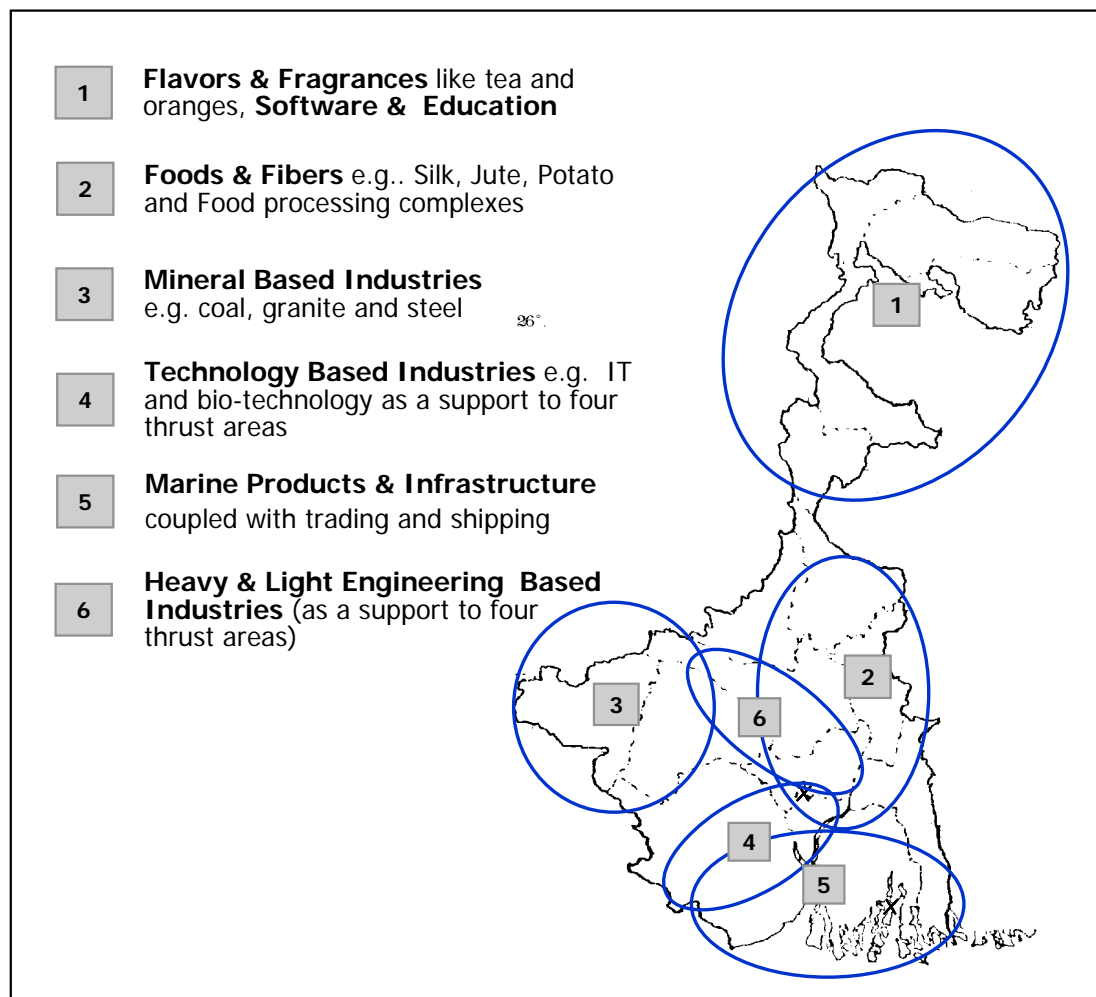 1
Flavors & Fragrances like tea and
oranges, Software & Education
2
Foods & Fibers e.g.. Silk, Jute, Potato
and Food processing complexes
3
Mineral Based Industries
e.g. coal, granite and steel
26°.
4
Technology Based Industries e.g. IT
and bio-technology as a support to four
thrust areas
5
Marine Products & Infrastructure
coupled with trading and shipping
6
Heavy & Light Engineering Based
Industries (as a support to four
thrust areas)
1
2
3
6
4
5